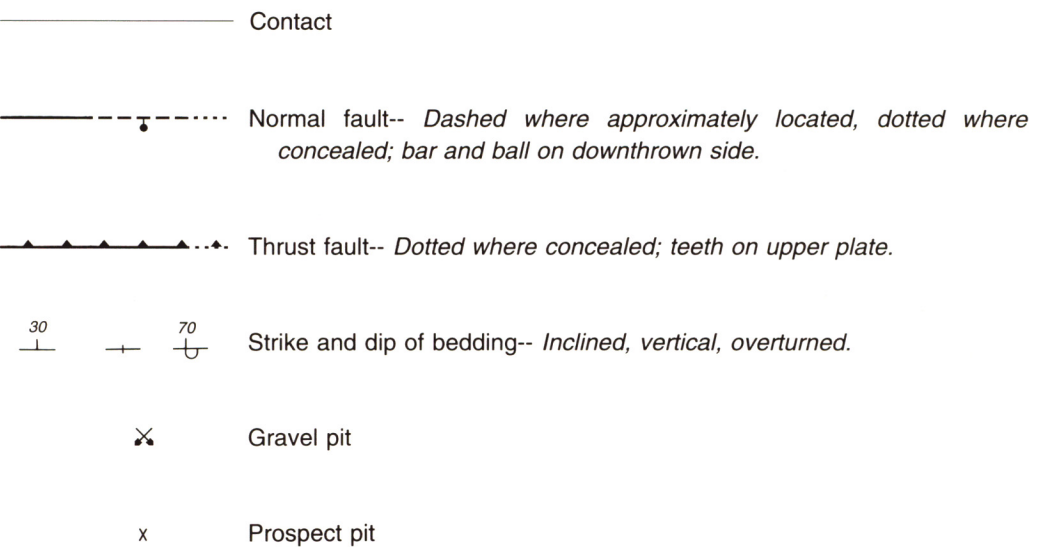 Contact
Normal fault-- Dashed where approximately located, dotted where
concealed; bar and ball on downthrown side.
Thrust fault-- Dotted where concealed; teeth on upper plate.
30 70 Strike and dip of bedding-- Inclined, vertical, overturned.
Gravel pit
x Prospect pit